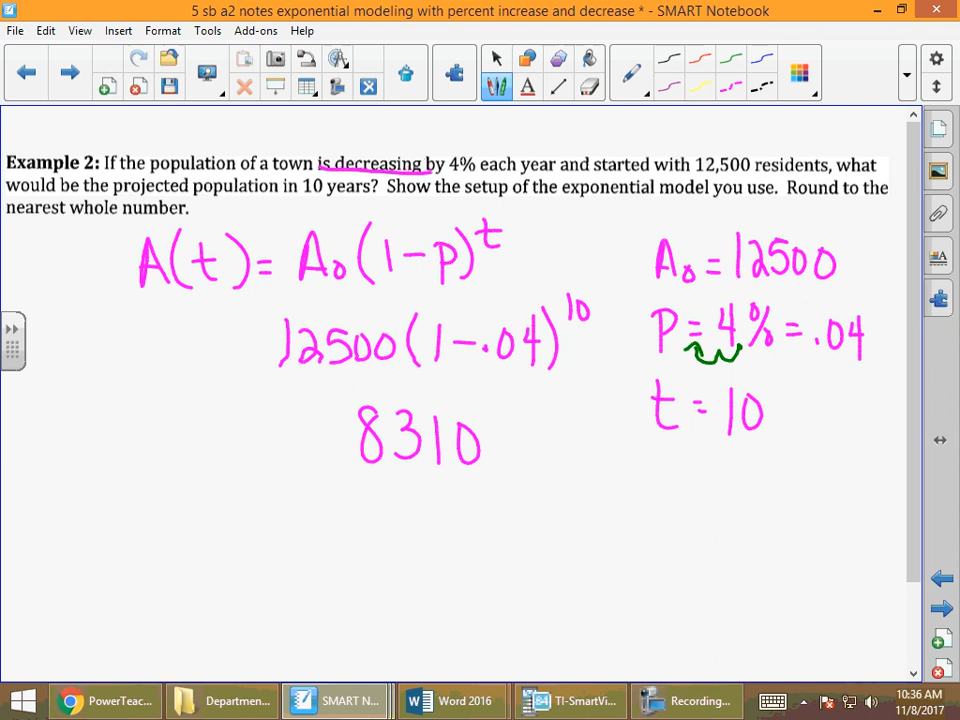 5 sb a2 notes exponential modeling with percent increase and decrease * - SMART Notebook
File Edit View Insert Format Tools Add-ons Help
Example 2: If the population of a town is decreasing by 4% each year and started with 12,500 residents, what
would be the projected population in 10 years? Show the setup of the exponential model you use. Round to the
nearest whole number.
A(t) = A₀(1-p)ᵗ
A₀ = 12500
12500(1-.04)¹⁰
P = 4% = .04
8310
t = 10
PowerTeac... Departmen... SMART N... Word 2016 TI-SmartVi... Recording... 10:36 AM
11/8/2017